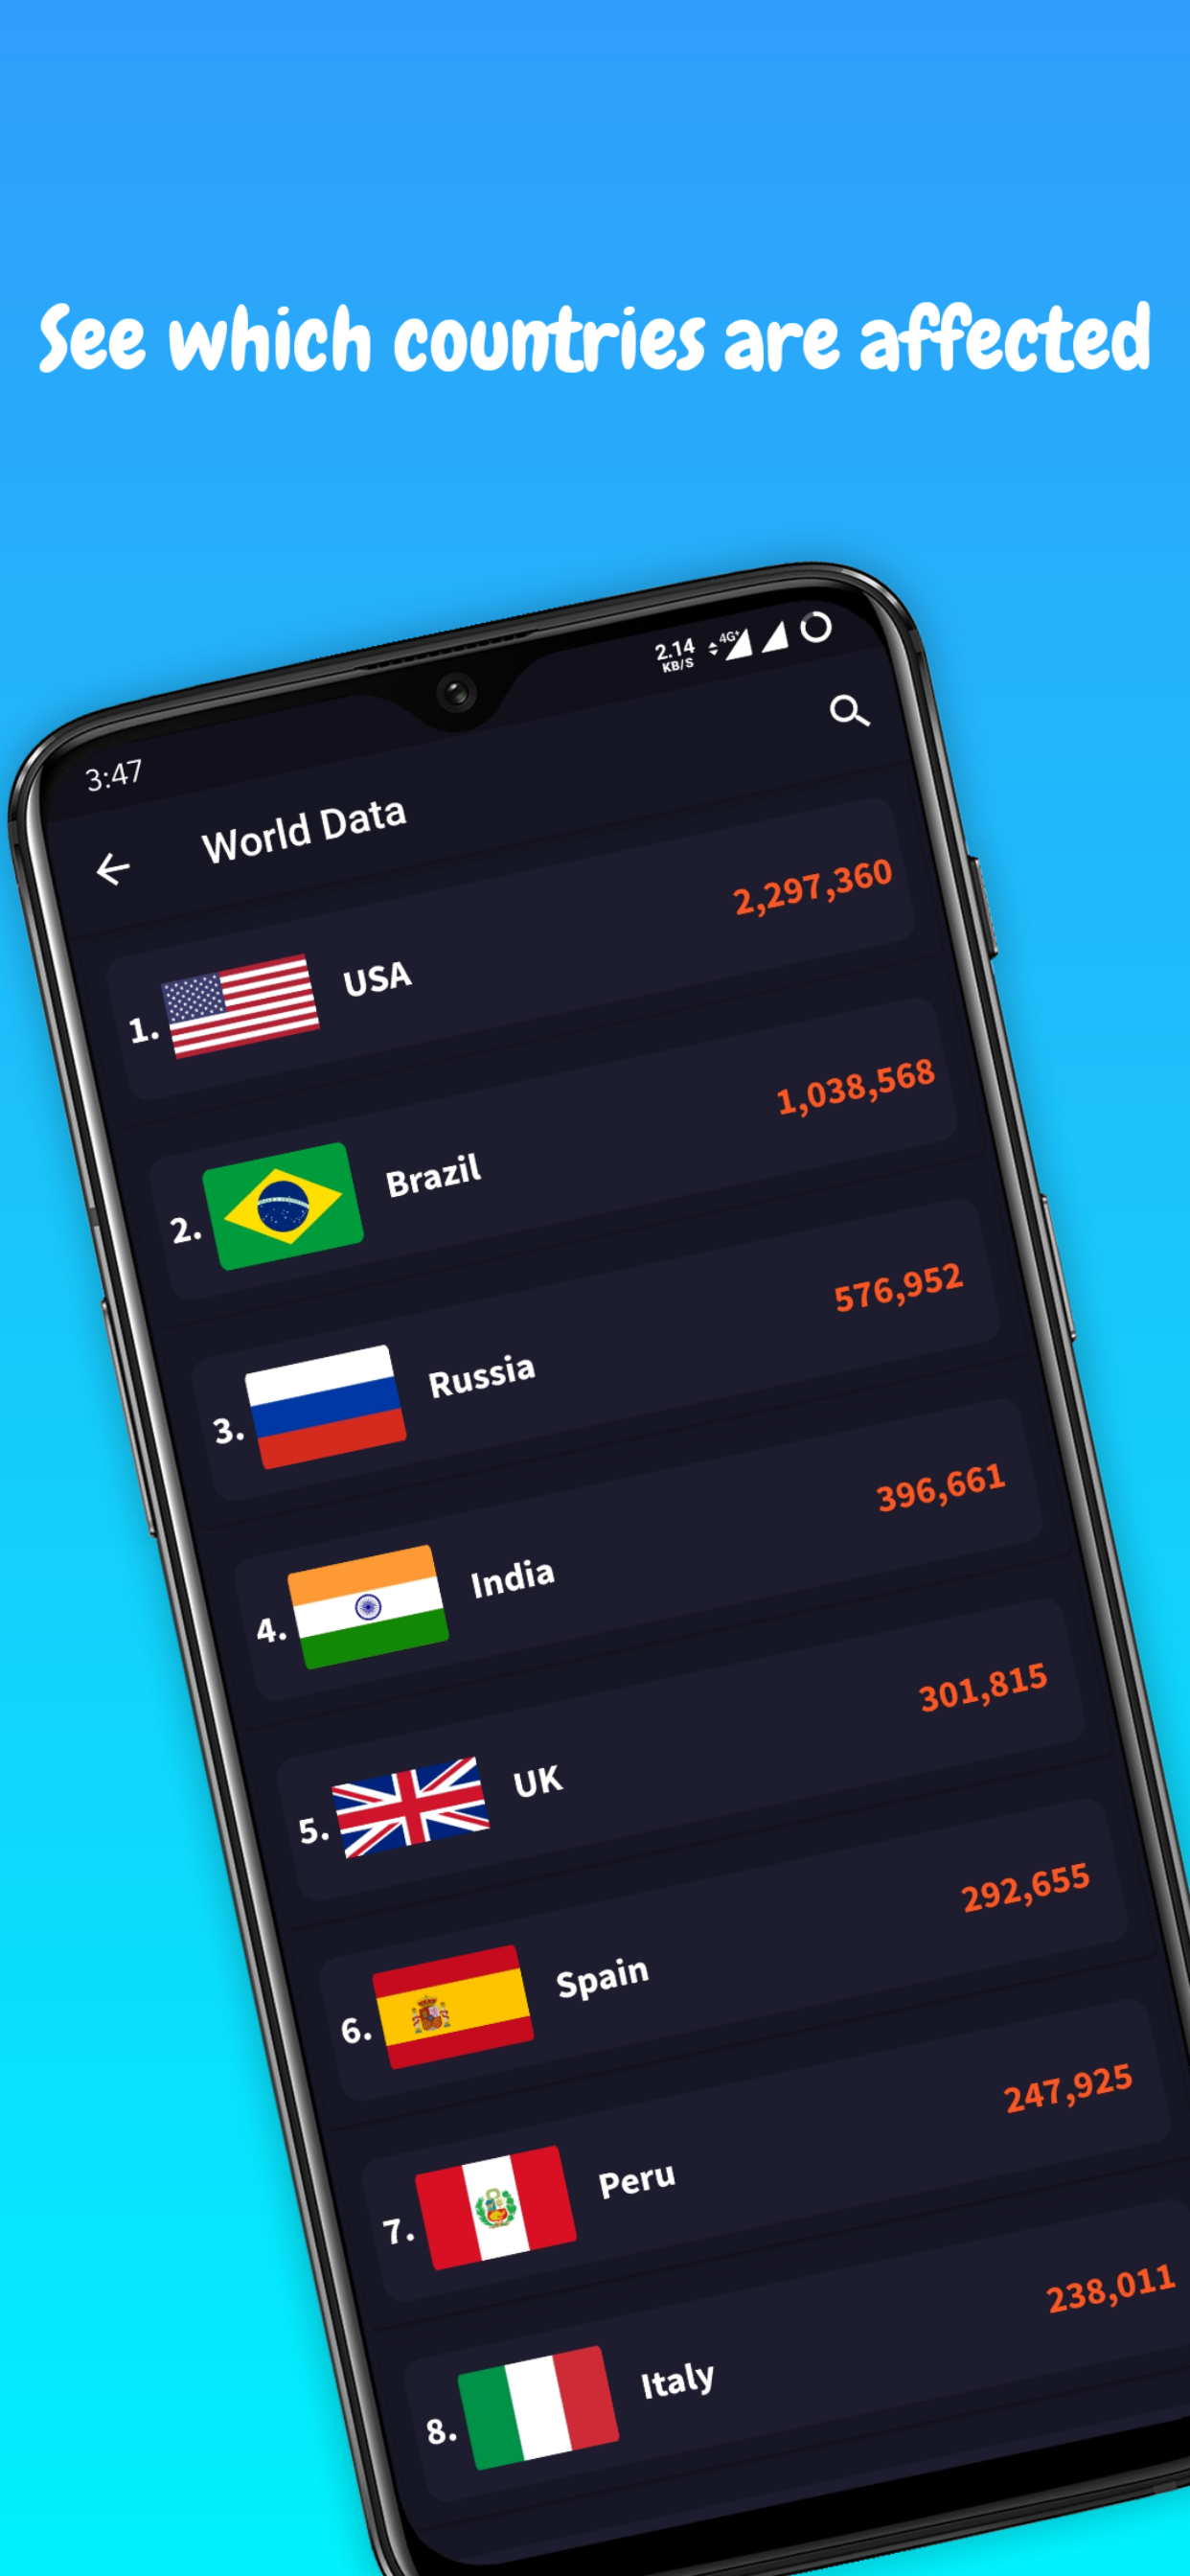 See which countries are affected
3:47
2.14
KB/S
4G+
World Data
1. USA 2,297,360
2. Brazil 1,038,568
3. Russia 576,952
4. India 396,661
5. UK 301,815
6. Spain 292,655
7. Peru 247,925
8. Italy 238,011